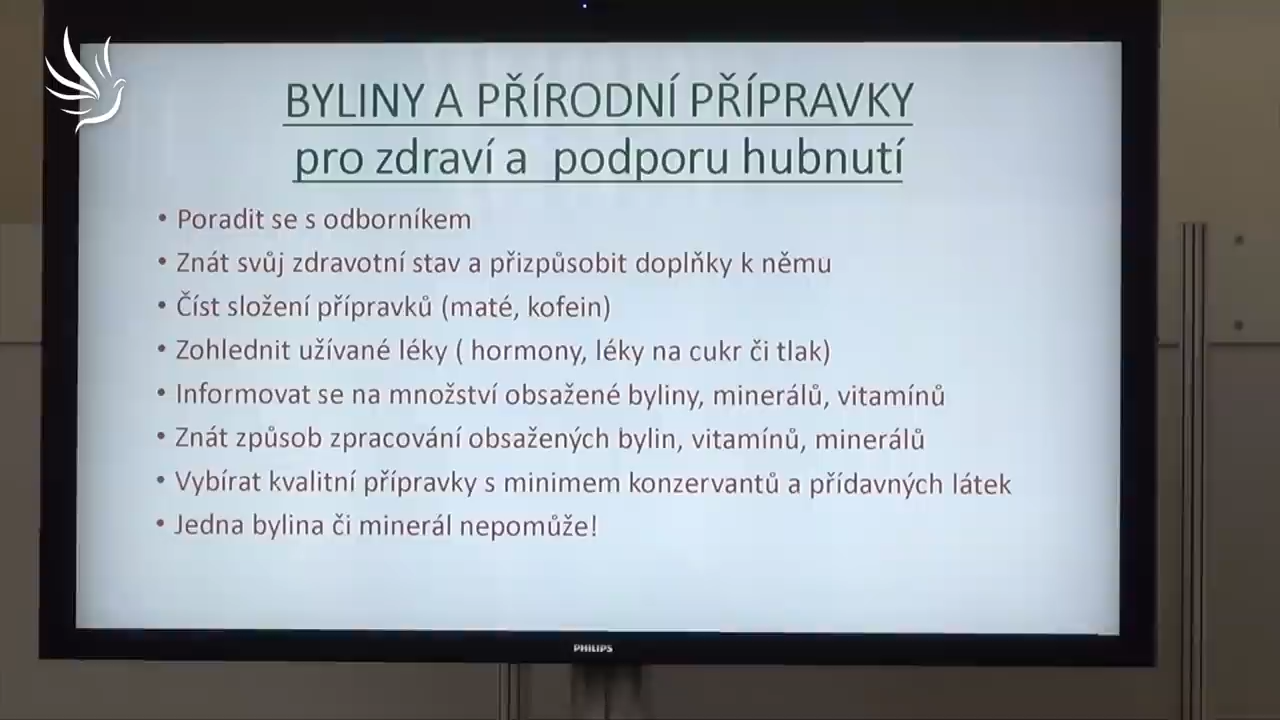 BYLINY A PŘÍRODNÍ PŘÍPRAVKY
pro zdraví a podporu hubnutí
• Poradit se s odborníkem
• Znát svůj zdravotní stav a přizpůsobit doplňky k němu
• Číst složení přípravků (maté, kofein)
• Zohlednit užívané léky ( hormony, léky na cukr či tlak)
• Informovat se na množství obsažené byliny, minerálů, vitamínů
• Znát způsob zpracování obsažených bylin, vitamínů, minerálů
• Vybírat kvalitní přípravky s minimem konzervantů a přídavných látek
• Jedna bylina či minerál nepomůže!
PHILIPS